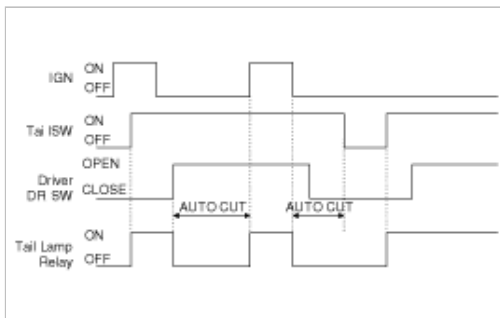 IGN ON
OFF
Tai lSW ON
OFF
OPEN
Driver
DR SW CLOSE
AUTO CUT AUTO CUT
Tail Lamp ON
Relay OFF